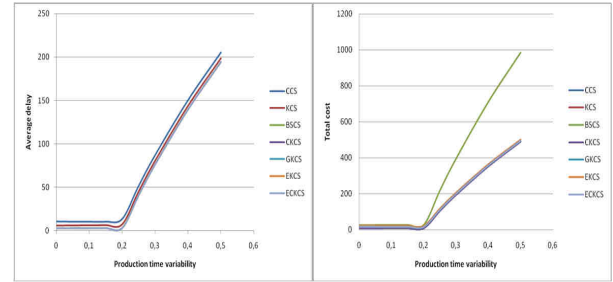 250
200
150
100
50
0
Average delay
0 0,1 0,2 0,3 0,4 0,5 0,6
Production time variability
CCS
KCS
BSCS
CKCS
GKCS
EKCS
ECKCS
1200
1000
800
600
400
200
0
Total cost
0 0,1 0,2 0,3 0,4 0,5 0,6
Production time variability
CCS
KCS
BSCS
CKCS
GKCS
EKCS
ECKCS